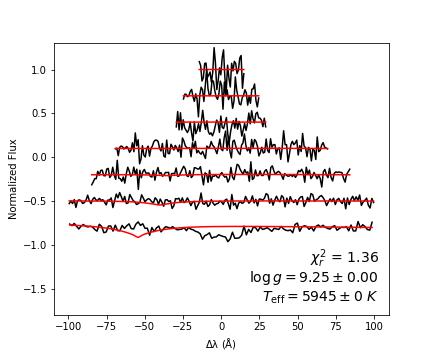 1.0
0.5
0.0
−0.5
−1.0
−1.5
Normalized Flux
χ²ᵣ = 1.36
log g = 9.25 ± 0.00
T_eff = 5945 ± 0 K
−100 −75 −50 −25 0 25 50 75 100
Δλ (Å)